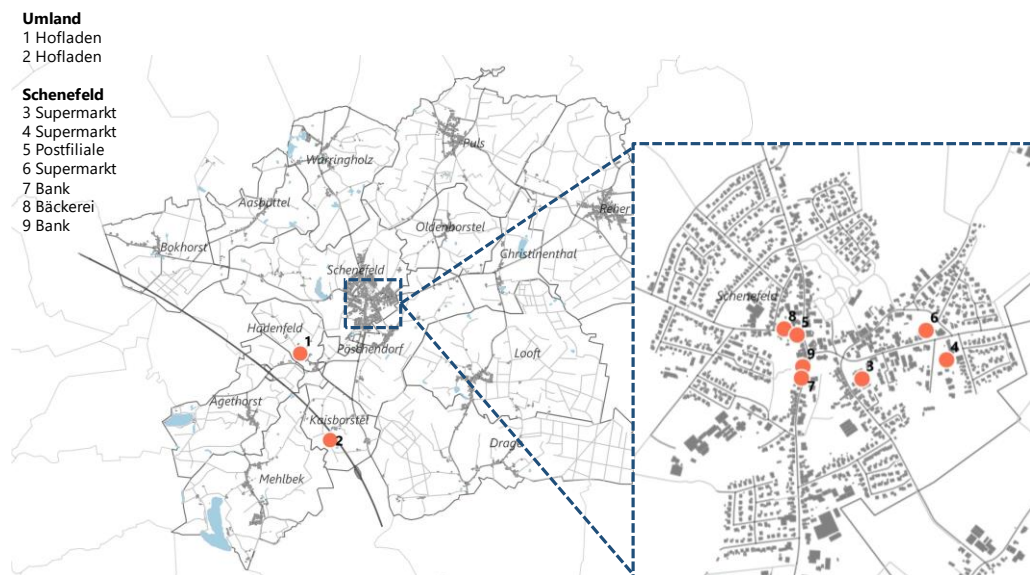 Umland
1 Hofladen
2 Hofladen
Schenefeld
3 Supermarkt
4 Supermarkt
5 Postfiliale
6 Supermarkt
7 Bank
8 Bäckerei
9 Bank
Puls
Warringholz
Aasbüttel
Reher
Oldenborstel
Bokhorst
Christinenthal
Schenefeld
Hadenfeld
1
Pöschendorf
Looft
Agethorst
Kaisborstel
2
Drage
Mehlbek
Schenefeld
8
5
6
9
3
4
7